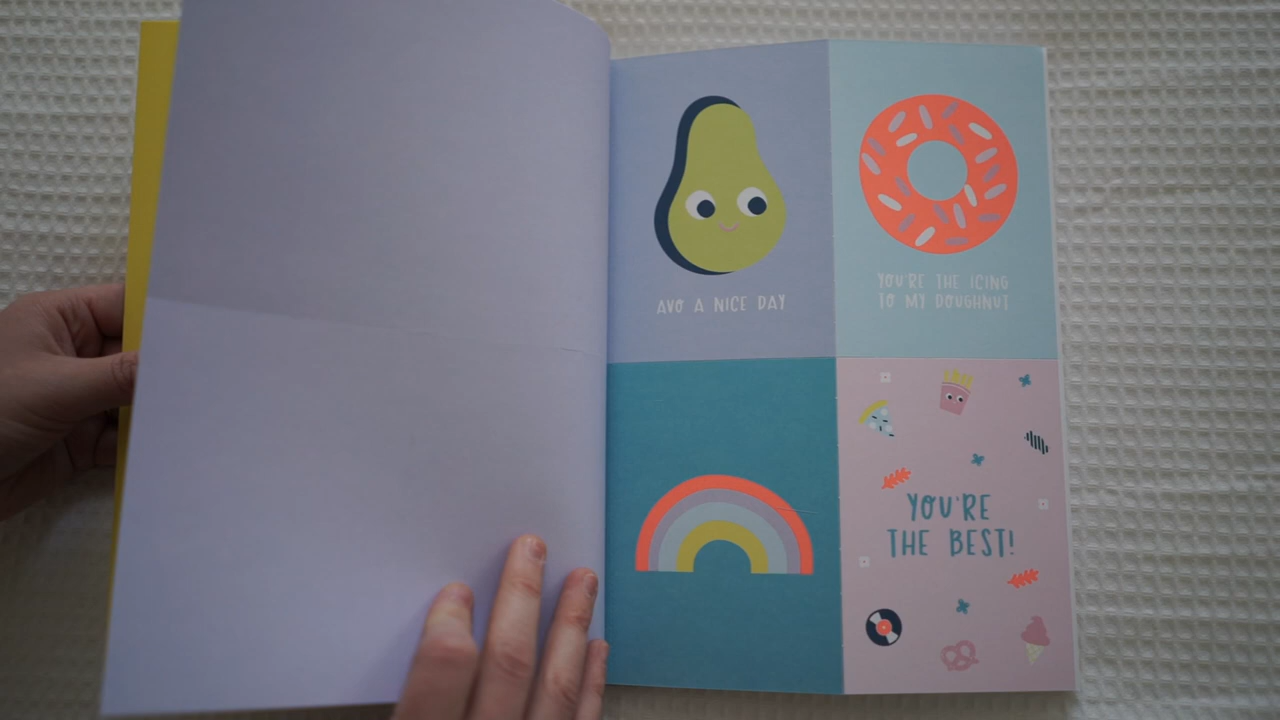 AVO A NICE DAY
YOU'RE THE ICING
TO MY DOUGHNUT
YOU'RE
THE BEST!